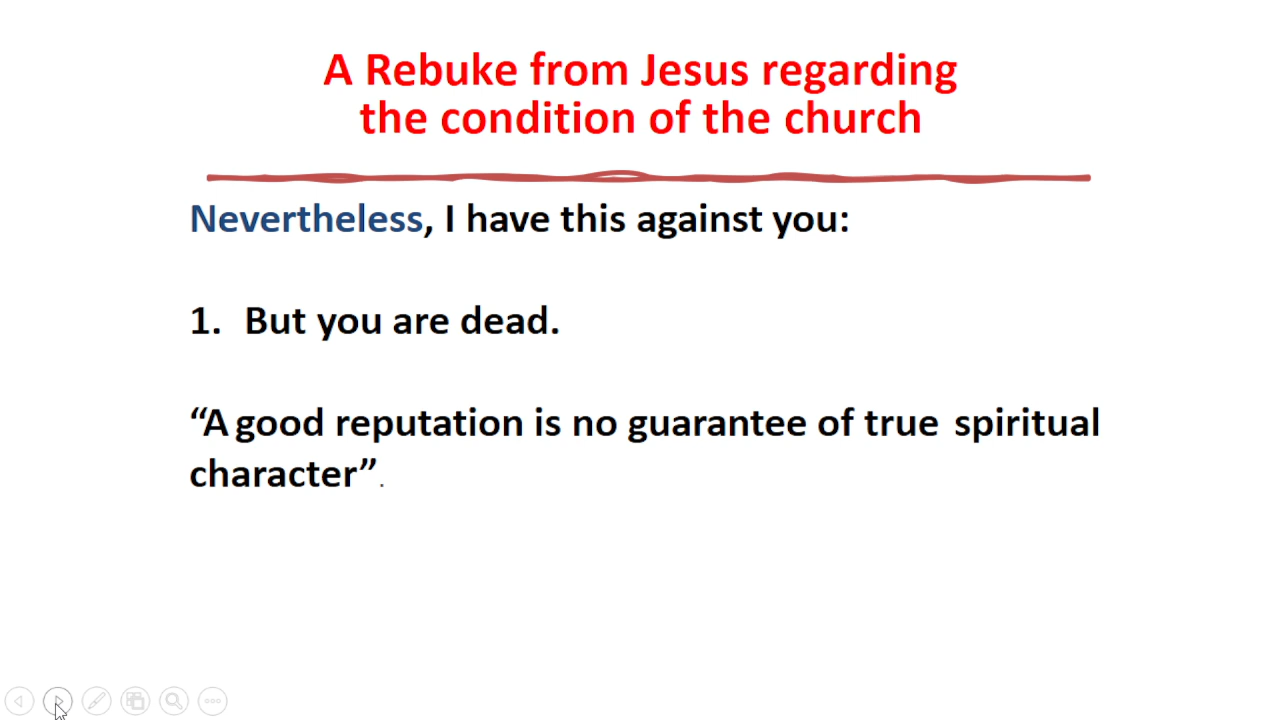 A Rebuke from Jesus regarding
the condition of the church
Nevertheless, I have this against you:
1. But you are dead.
“A good reputation is no guarantee of true spiritual
character”.